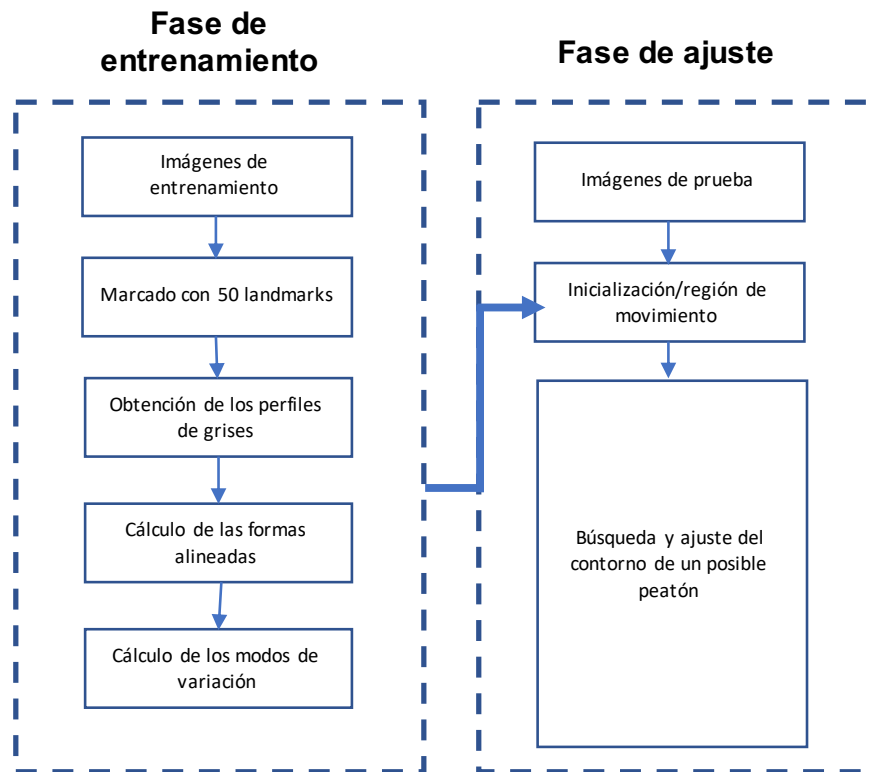 Fase de
entrenamiento
Imágenes de
entrenamiento
Marcado con 50 landmarks
Obtención de los perfiles
de grises
Cálculo de las formas
alineadas
Cálculo de los modos de
variación
Fase de ajuste
Imágenes de prueba
Inicialización/región de
movimiento
Búsqueda y ajuste del
contorno de un posible
peatón